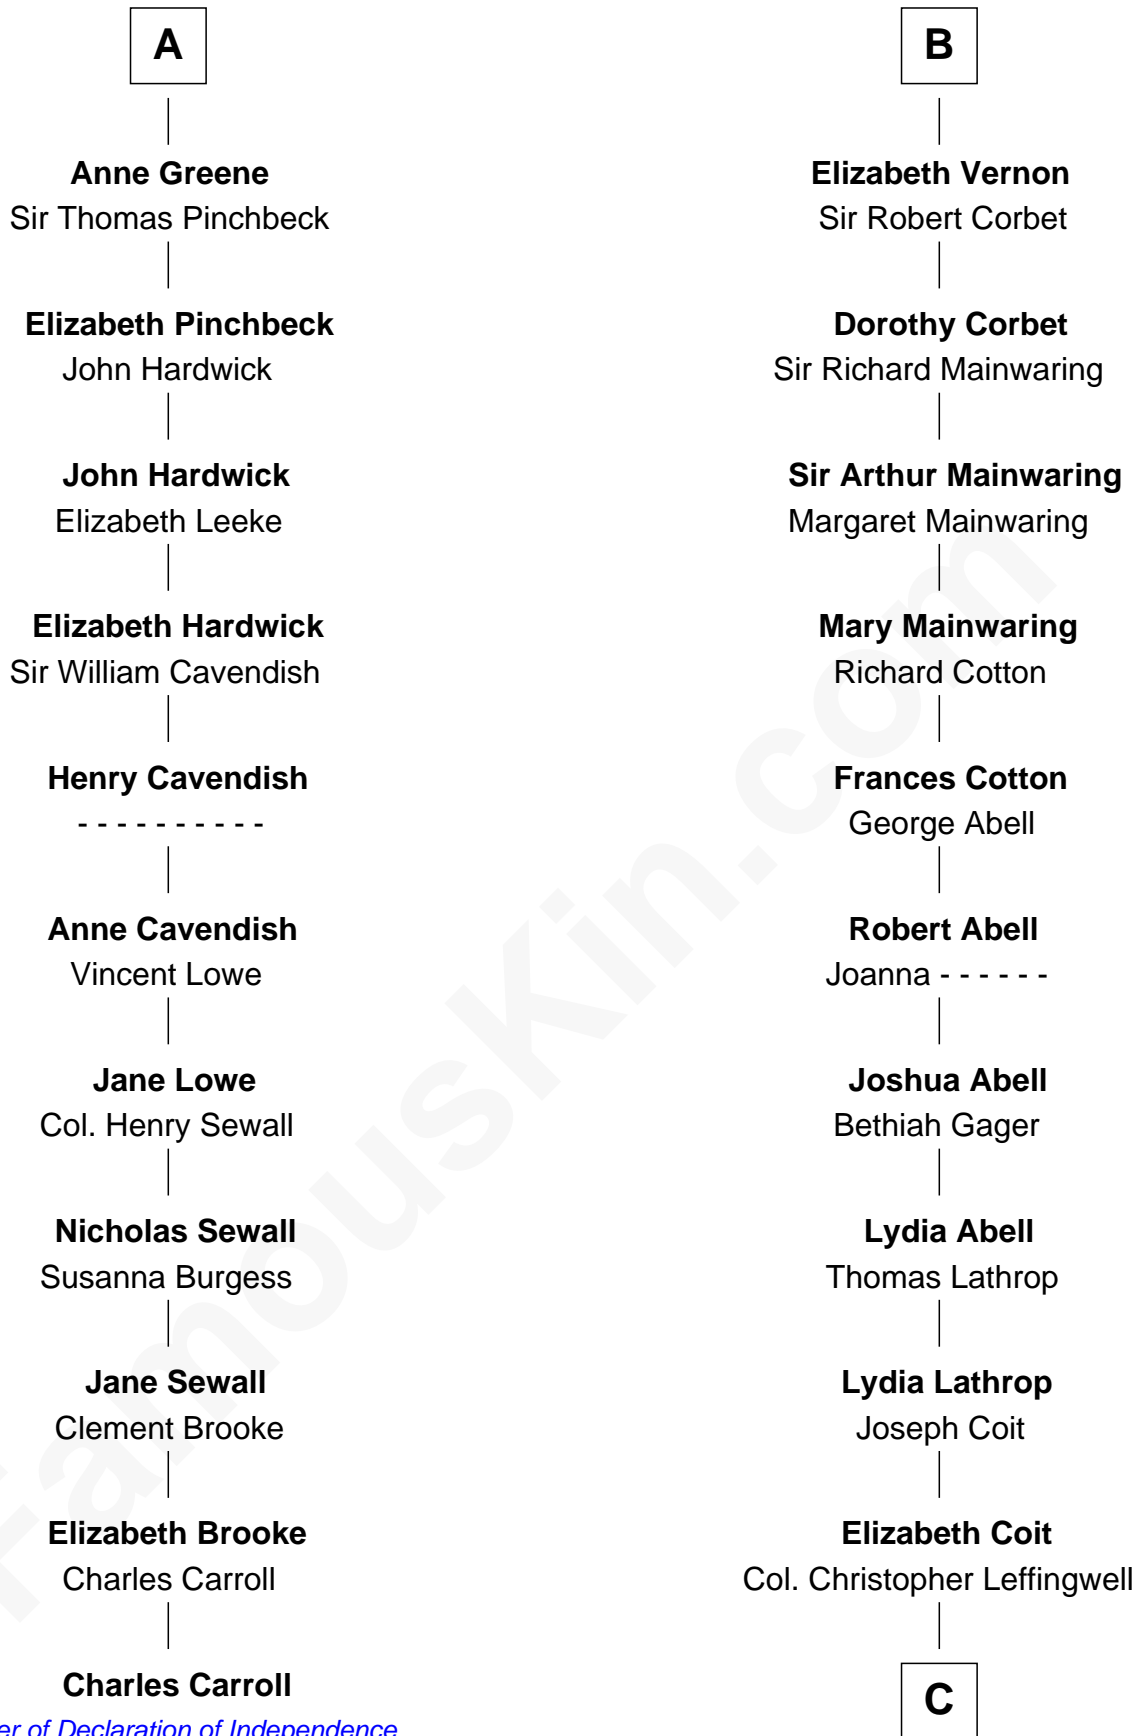 A
Anne Greene
Sir Thomas Pinchbeck
Elizabeth Pinchbeck
John Hardwick
John Hardwick
Elizabeth Leeke
Elizabeth Hardwick
Sir William Cavendish
Henry Cavendish
- - - - - - - - - -
Anne Cavendish
Vincent Lowe
Jane Lowe
Col. Henry Sewall
Nicholas Sewall
Susanna Burgess
Jane Sewall
Clement Brooke
Elizabeth Brooke
Charles Carroll
Charles Carroll
of Declaration of Independence
B
Elizabeth Vernon
Sir Robert Corbet
Dorothy Corbet
Sir Richard Mainwaring
Sir Arthur Mainwaring
Margaret Mainwaring
Mary Mainwaring
Richard Cotton
Frances Cotton
George Abell
Robert Abell
Joanna - - - - - -
Joshua Abell
Bethiah Gager
Lydia Abell
Thomas Lathrop
Lydia Lathrop
Joseph Coit
Elizabeth Coit
Col. Christopher Leffingwell
C
FamousKin.com